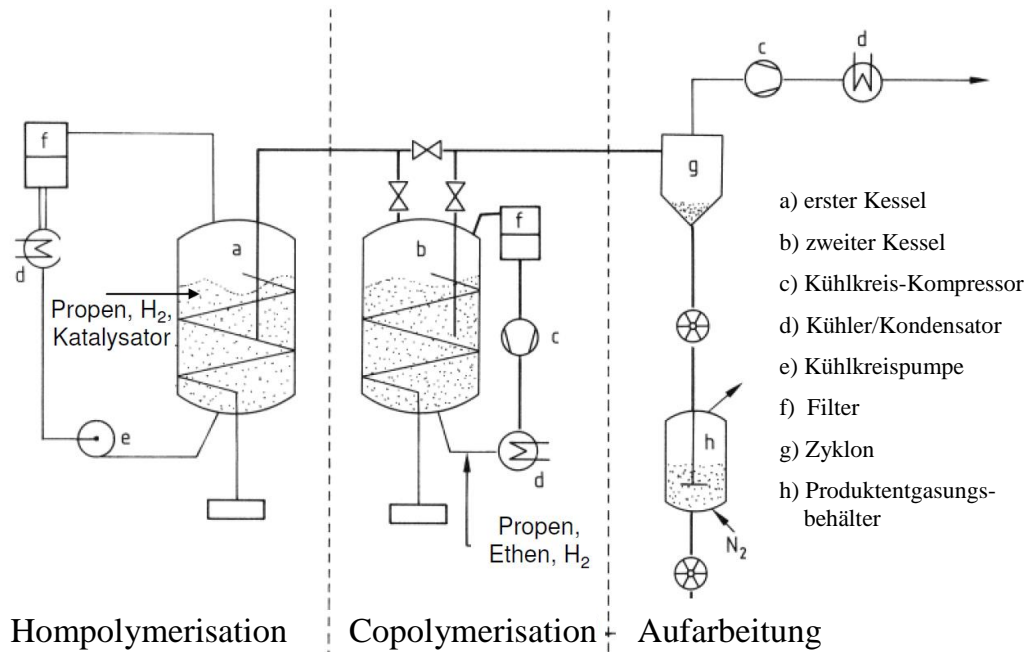 c
d
f
g
f
a
b
d
Propen, H2,
Katalysator
c
e
h
d
Propen,
Ethen, H2
N2
a) erster Kessel
b) zweiter Kessel
c) Kühlkreis-Kompressor
d) Kühler/Kondensator
e) Kühlkreispumpe
f) Filter
g) Zyklon
h) Produktentgasungs-
behälter
Hompolymerisation
Copolymerisation -
Aufarbeitung